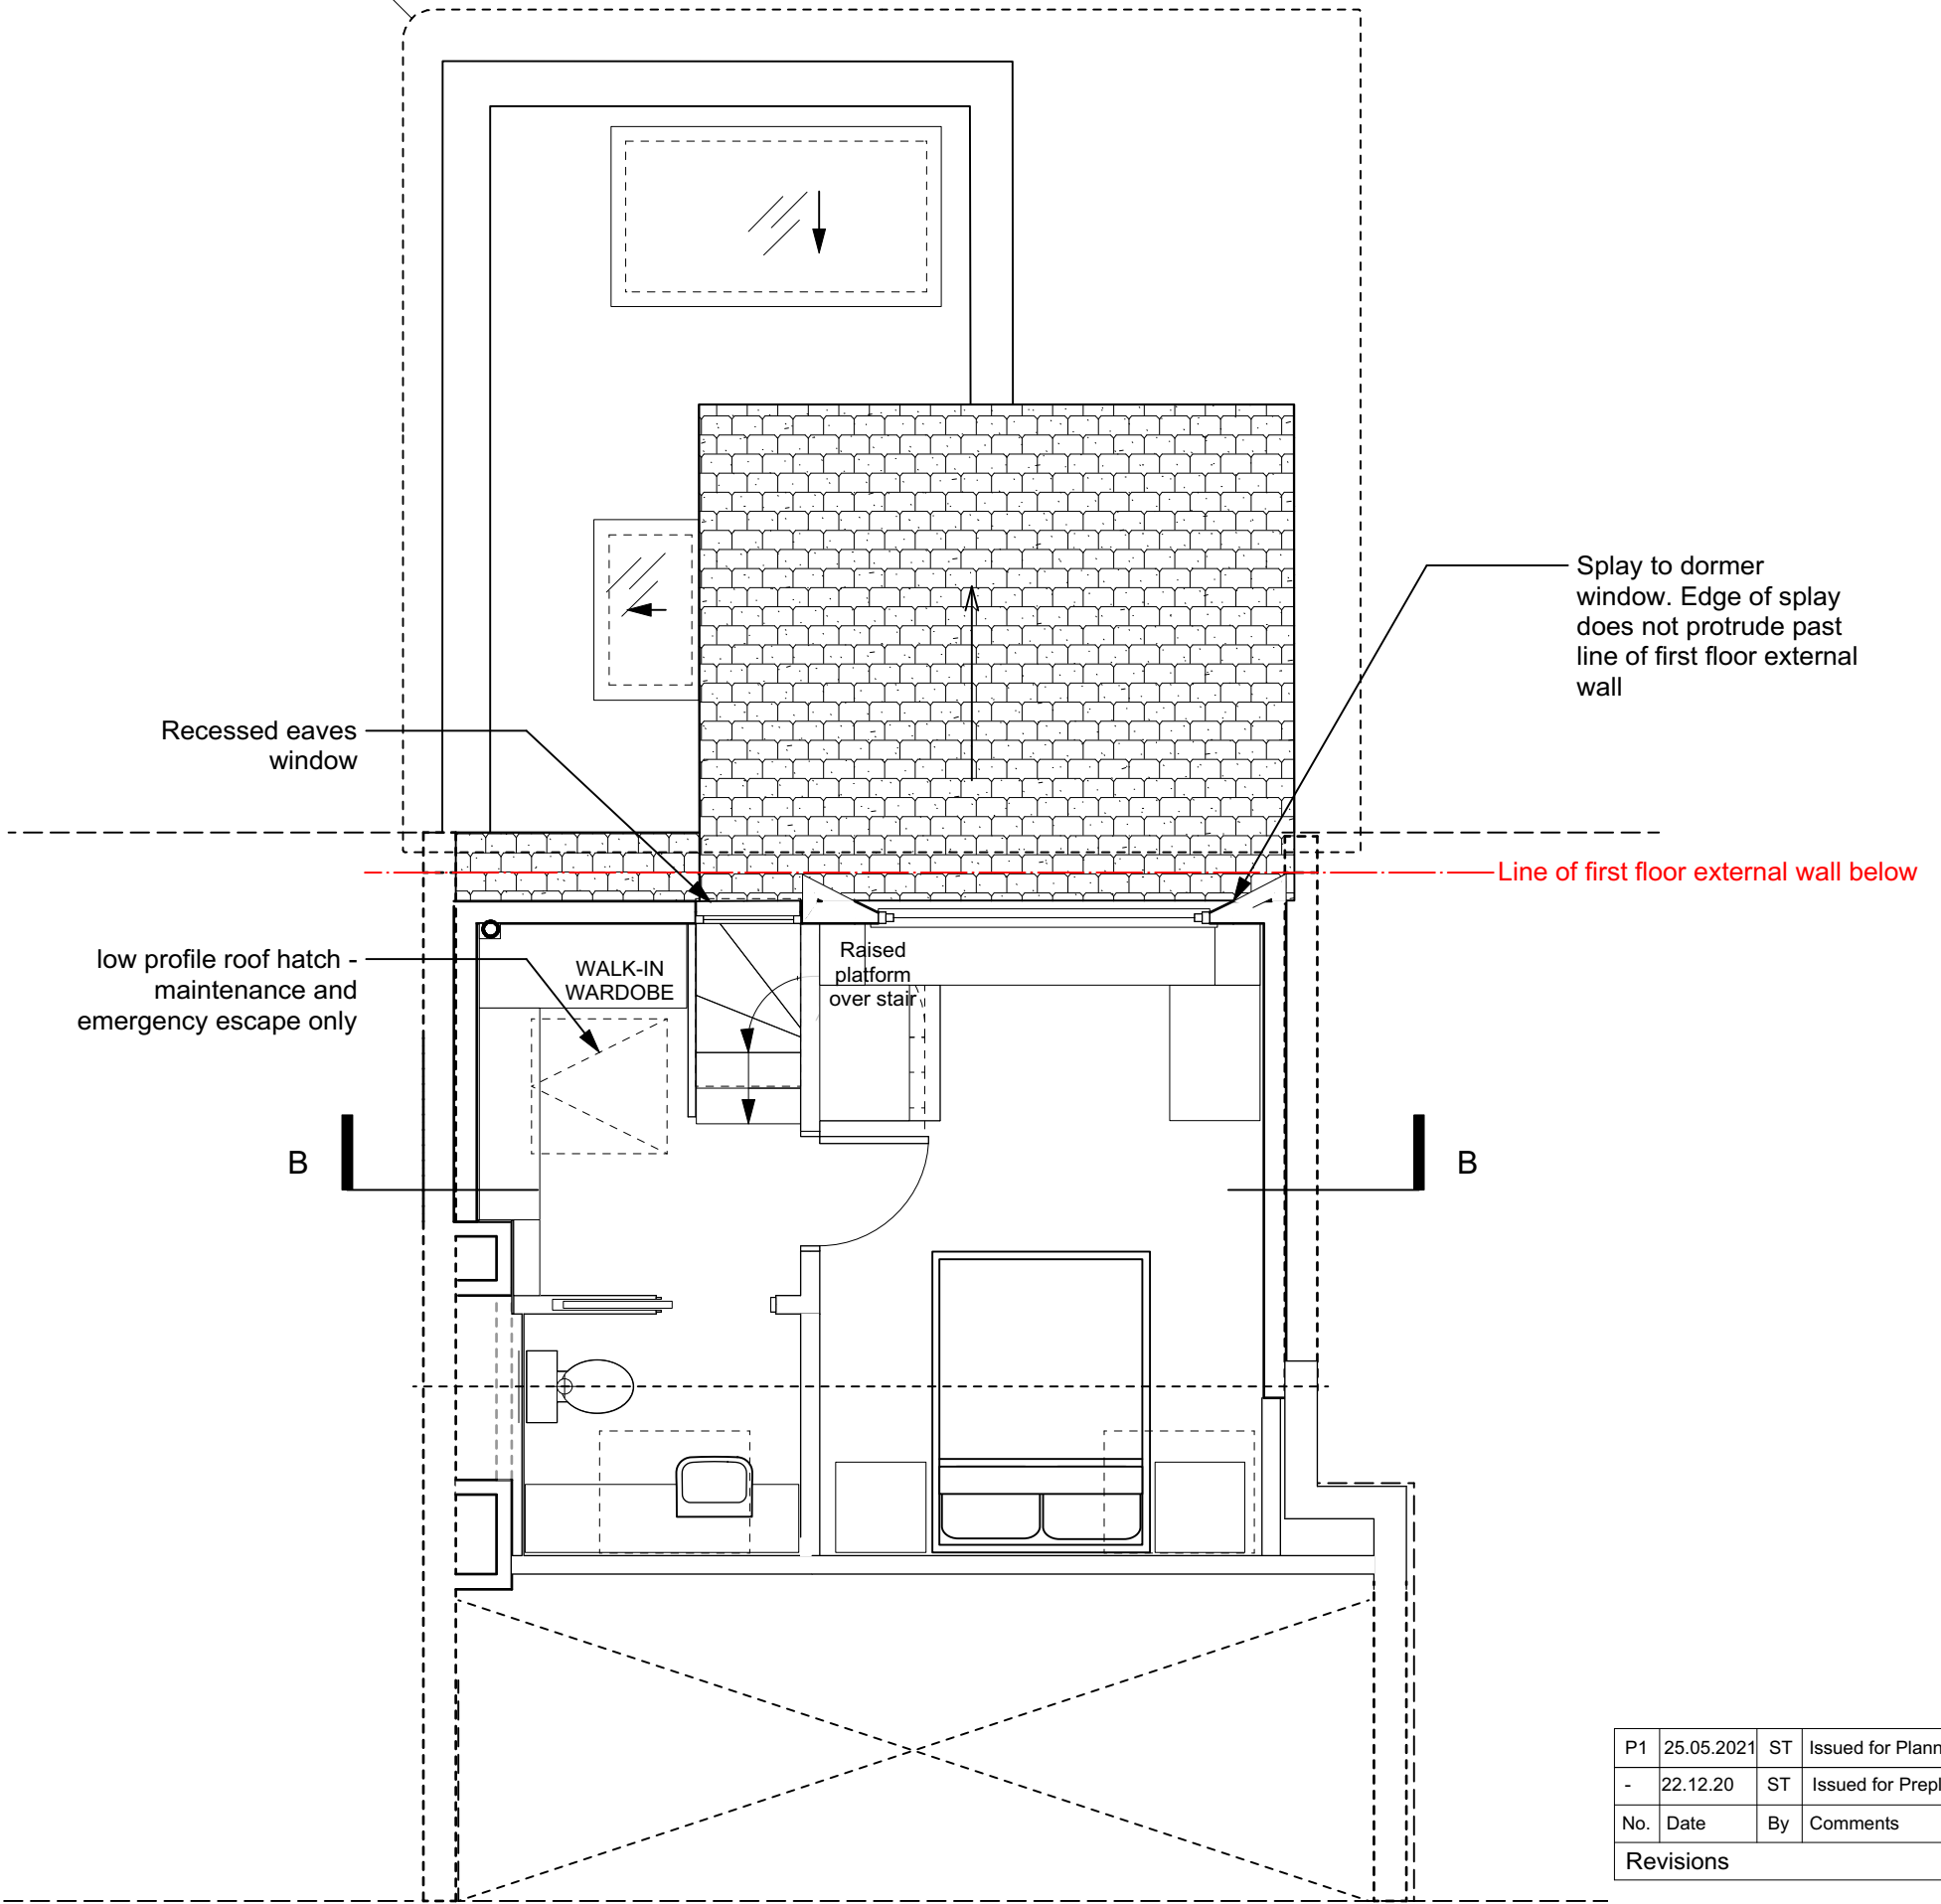 Splay to dormer
window. Edge of splay
does not protrude past
line of first floor external
wall
Recessed eaves
window
Line of first floor external wall below
low profile roof hatch -
maintenance and
emergency escape only
WALK-IN
WARDOBE
Raised
platform
over stair
B
B
P1 25.05.2021 ST Issued for Plann
- 22.12.20 ST Issued for Prepl
No. Date By Comments
Revisions